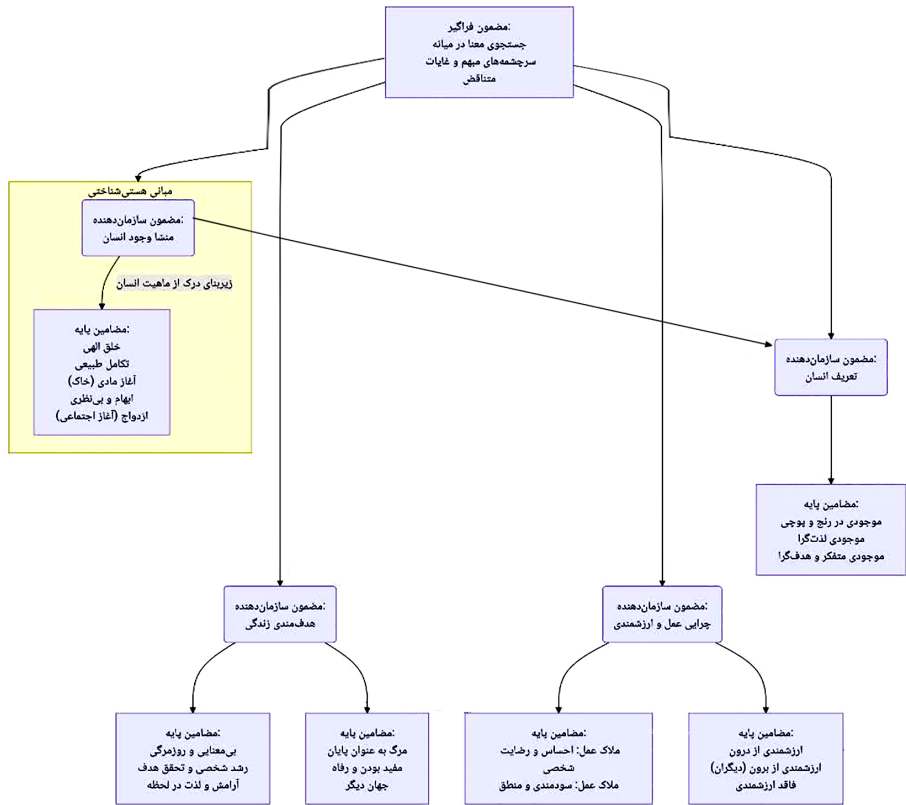 مضمون فراگیر:
جستجوی معنا در میانه
سرچشمه‌های مبهم و غایات
متناقض
مبانی هستی‌شناختی
مضمون سازمان‌دهنده:
منشا وجود انسان
زیربنای درک از ماهیت انسان
مضامین پایه:
خلق الهی
تکامل طبیعی
آغاز مادی (خاک)
ابهام و بی‌نظری
ازدواج (آغاز اجتماعی)
مضمون سازمان‌دهنده:
تعریف انسان
مضامین پایه:
موجودی در رنج و پوچی
موجودی لذت‌گرا
موجودی متفکر و هدف‌گرا
مضمون سازمان‌دهنده:
چرایی عمل و ارزشمندی
مضامین پایه:
ارزشمندی از درون
ارزشمندی از برون (دیگران)
فاقد ارزشمندی
مضامین پایه:
ملاک عمل: احساس و رضایت
شخصی
ملاک عمل: سودمندی و منطق
مضمون سازمان‌دهنده:
هدف‌مندی زندگی
مضامین پایه:
مرگ به عنوان پایان
مفید بودن و رفاه
جهان دیگر
مضامین پایه:
بی‌معنایی و روزمرگی
رشد شخصی و تحقق هدف
آرامش و لذت در لحظه